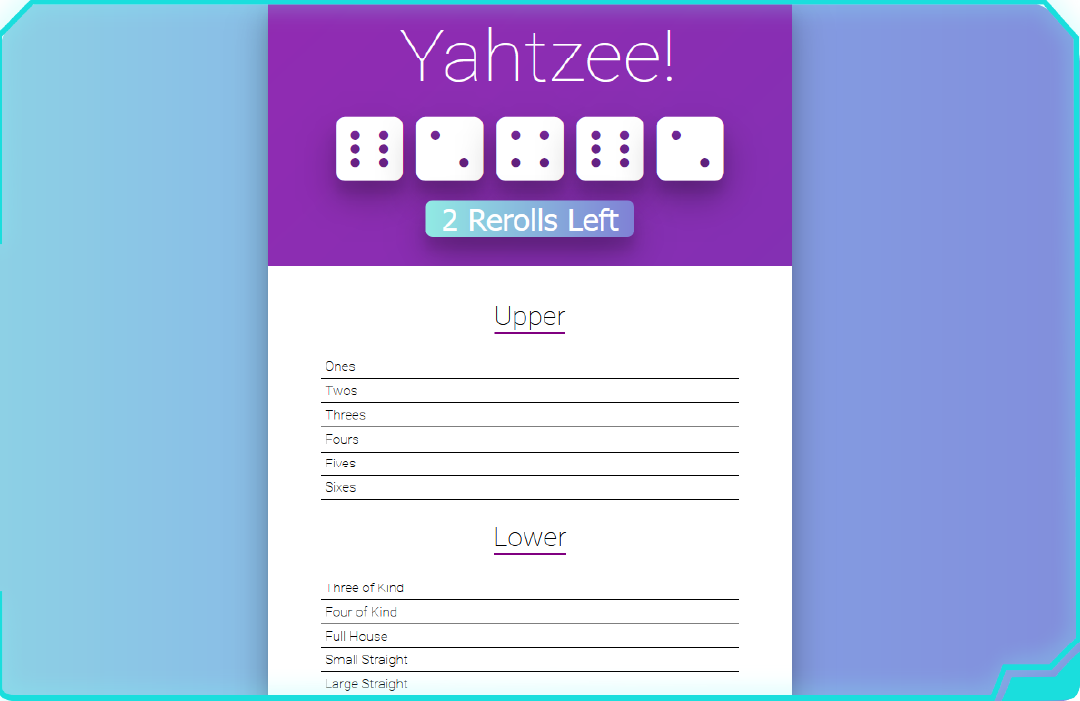 Yahtzee!
2 Rerolls Left
Upper
Ones
Twos
Threes
Fours
Fives
Sixes
Lower
Three of Kind
Four of Kind
Full House
Small Straight
Large Straight